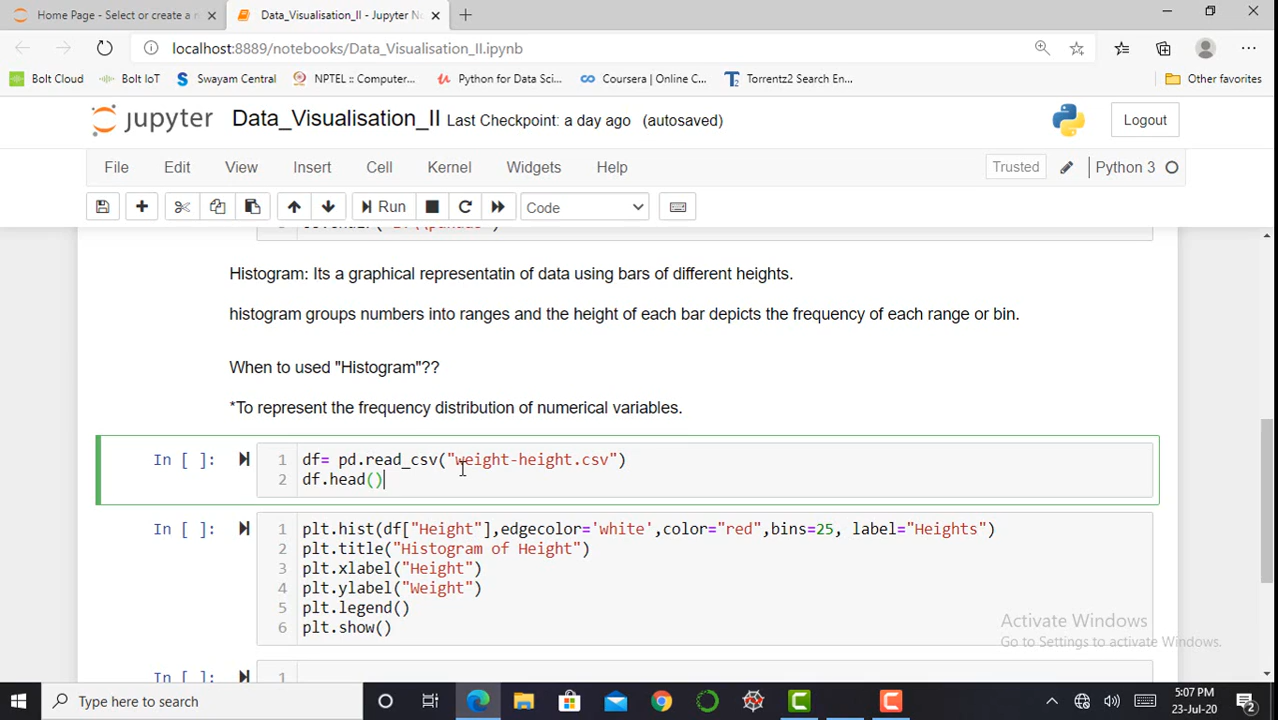 Home Page - Select or create a n
Data_Visualisation_II - Jupyter No
localhost:8889/notebooks/Data_Visualisation_II.ipynb
Bolt Cloud
Bolt IoT
Swayam Central
NPTEL :: Computer...
Python for Data Sci...
Coursera | Online C...
Torrentz2 Search En...
Other favorites
jupyter Data_Visualisation_II Last Checkpoint: a day ago (autosaved)
Logout
File Edit View Insert Cell Kernel Widgets Help
Trusted
Python 3
Run
Code
Histogram: Its a graphical representatin of data using bars of different heights.
histogram groups numbers into ranges and the height of each bar depicts the frequency of each range or bin.
When to used "Histogram"??
*To represent the frequency distribution of numerical variables.
In [ ]:
1 df= pd.read_csv("weight-height.csv")
2 df.head()
In [ ]:
1 plt.hist(df["Height"],edgecolor='white',color="red",bins=25, label="Heights")
2 plt.title("Histogram of Height")
3 plt.xlabel("Height")
4 plt.ylabel("Weight")
5 plt.legend()
6 plt.show()
In [ ]:
1
Activate Windows
Go to Settings to activate Windows.
Type here to search
5:07 PM
23-Jul-20
2